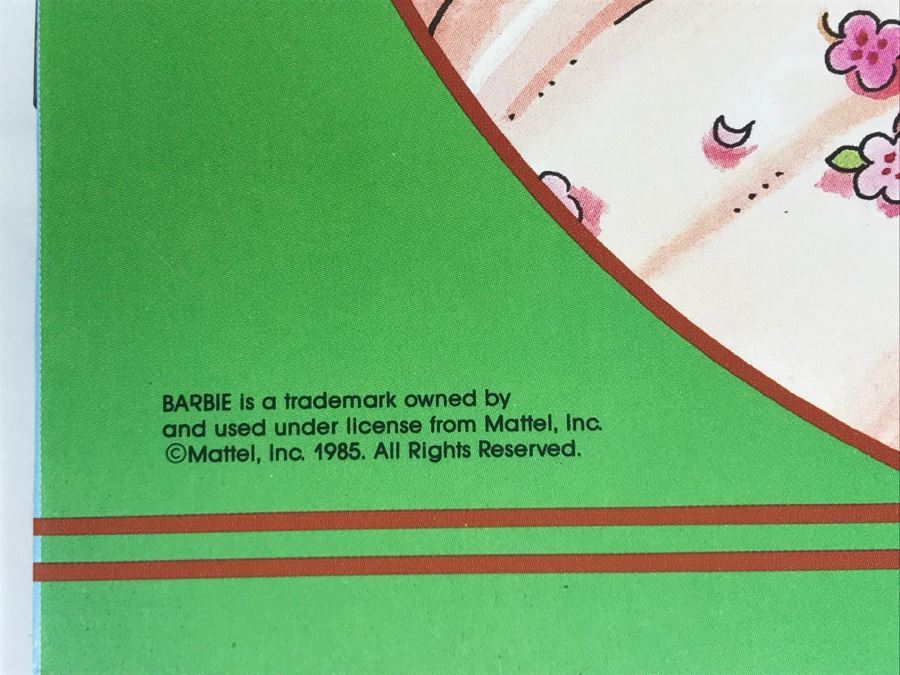 BARBIE is a trademark owned by
and used under license from Mattel, Inc.
©Mattel, Inc. 1985. All Rights Reserved.